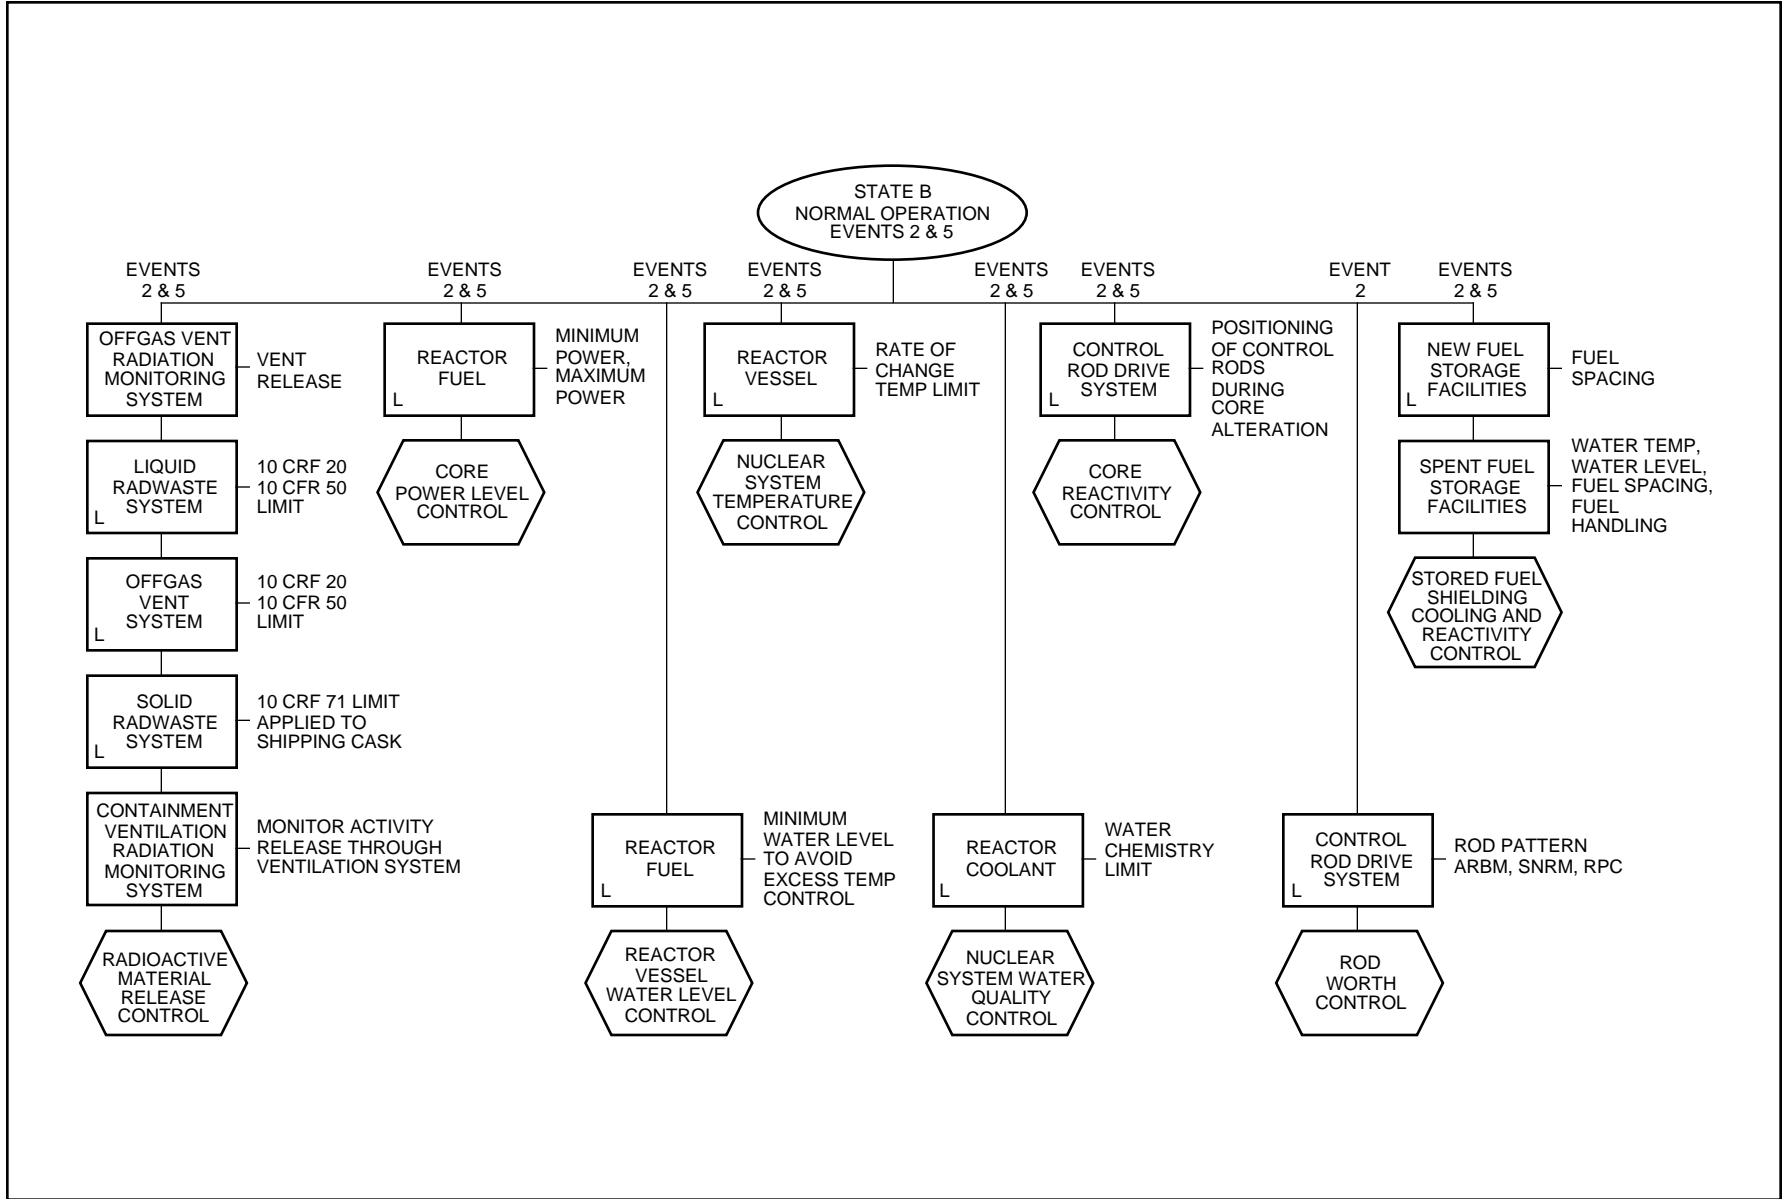 STATE B
NORMAL OPERATION
EVENTS 2 & 5
EVENTS
2 & 5
EVENTS
2 & 5
EVENTS
2 & 5
EVENTS
2 & 5
EVENTS
2 & 5
EVENTS
2 & 5
EVENT
2
EVENTS
2 & 5
OFFGAS VENT
RADIATION
MONITORING
SYSTEM
VENT
RELEASE
LIQUID
RADWASTE
SYSTEM
L
10 CRF 20
10 CFR 50
LIMIT
OFFGAS
VENT
SYSTEM
L
10 CRF 20
10 CFR 50
LIMIT
SOLID
RADWASTE
SYSTEM
L
10 CRF 71 LIMIT
APPLIED TO
SHIPPING CASK
CONTAINMENT
VENTILATION
RADIATION
MONITORING
SYSTEM
MONITOR ACTIVITY
RELEASE THROUGH
VENTILATION SYSTEM
RADIOACTIVE
MATERIAL
RELEASE
CONTROL
REACTOR
FUEL
L
MINIMUM
POWER,
MAXIMUM
POWER
CORE
POWER LEVEL
CONTROL
REACTOR
FUEL
L
MINIMUM
WATER LEVEL
TO AVOID
EXCESS TEMP
CONTROL
REACTOR
VESSEL
WATER LEVEL
CONTROL
REACTOR
VESSEL
L
RATE OF
CHANGE
TEMP LIMIT
NUCLEAR
SYSTEM
TEMPERATURE
CONTROL
REACTOR
COOLANT
L
WATER
CHEMISTRY
LIMIT
NUCLEAR
SYSTEM WATER
QUALITY
CONTROL
CONTROL
ROD DRIVE
SYSTEM
L
POSITIONING
OF CONTROL
RODS
DURING
CORE
ALTERATION
CORE
REACTIVITY
CONTROL
CONTROL
ROD DRIVE
SYSTEM
L
ROD PATTERN
ARBM, SNRM, RPC
ROD
WORTH
CONTROL
NEW FUEL
STORAGE
FACILITIES
L
FUEL
SPACING
SPENT FUEL
STORAGE
FACILITIES
WATER TEMP,
WATER LEVEL,
FUEL SPACING,
FUEL
HANDLING
STORED FUEL
SHIELDING
COOLING AND
REACTIVITY
CONTROL